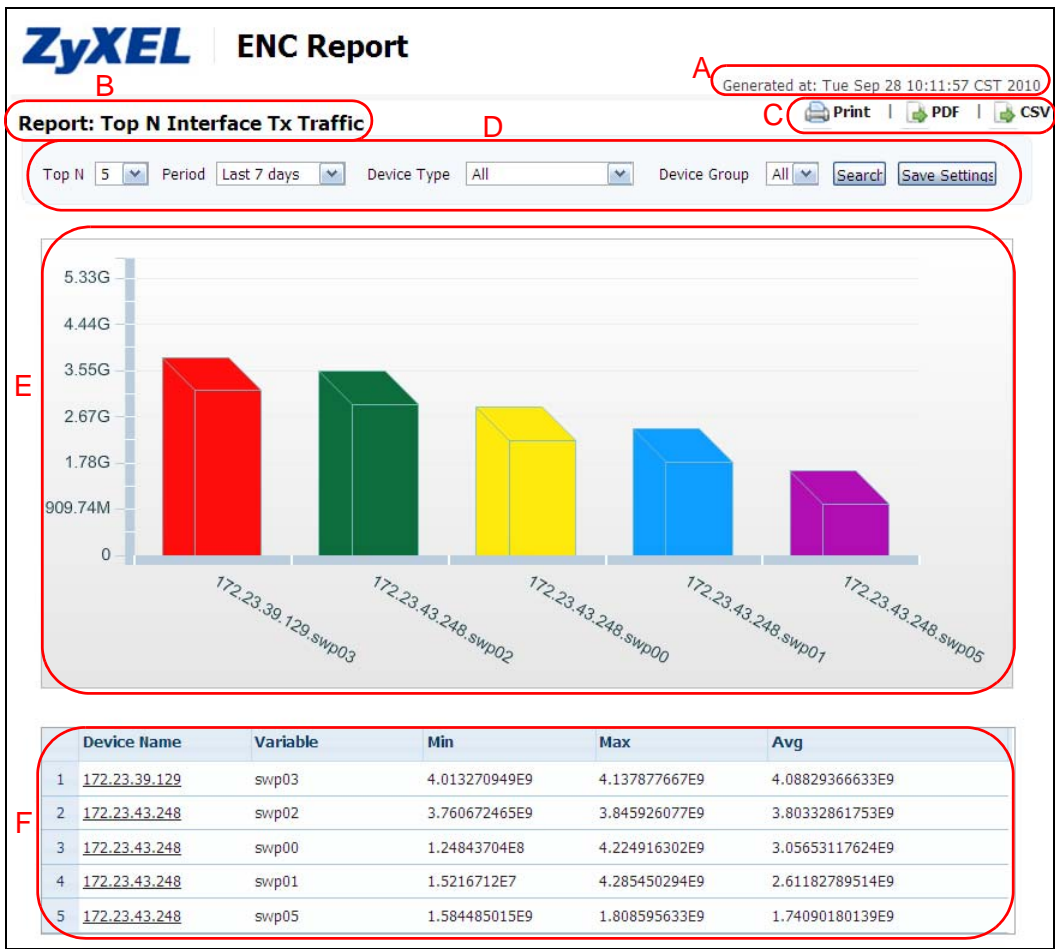 ZyXEL ENC Report
A Generated at: Tue Sep 28 10:11:57 CST 2010
B
Report: Top N Interface Tx Traffic
C Print | PDF | CSV
D
Top N 5 Period Last 7 days Device Type All Device Group All Search Save Settings
E
5.33G
4.44G
3.55G
2.67G
1.78G
909.74M
0
172.23.39.129.swp03
172.23.43.248.swp02
172.23.43.248.swp00
172.23.43.248.swp01
172.23.43.248.swp05
F
Device Name Variable Min Max Avg
1 172.23.39.129 swp03 4.013270949E9 4.137877667E9 4.08829366633E9
2 172.23.43.248 swp02 3.760672465E9 3.845926077E9 3.80332861753E9
3 172.23.43.248 swp00 1.24843704E8 4.224916302E9 3.05653117624E9
4 172.23.43.248 swp01 1.5216712E7 4.285450294E9 2.61182789514E9
5 172.23.43.248 swp05 1.584485015E9 1.808595633E9 1.74090180139E9